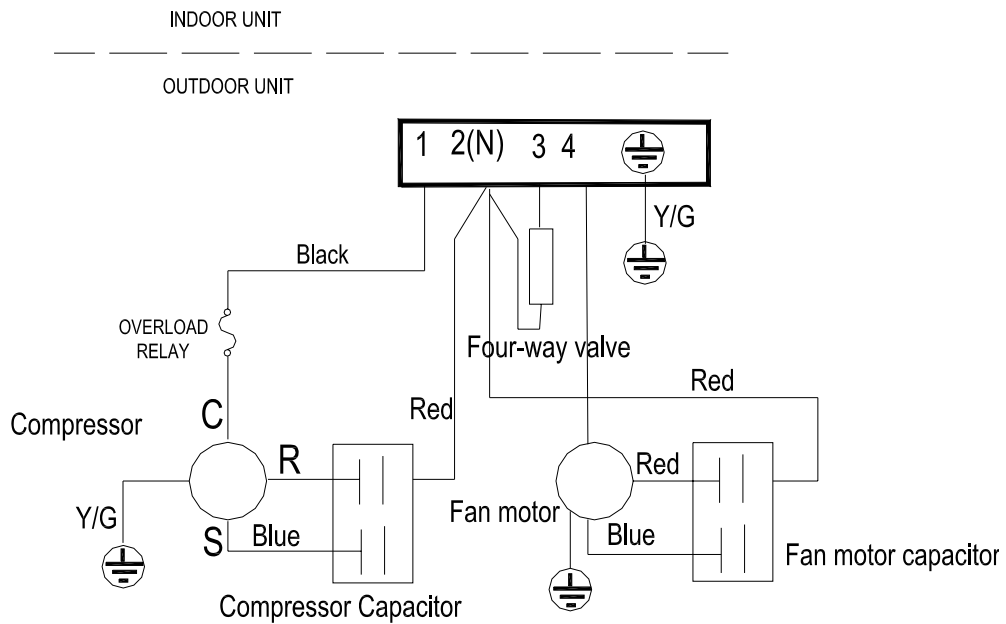 INDOOR UNIT
OUTDOOR UNIT
1 2(N) 3 4
Y/G
Black
OVERLOAD
RELAY
Four-way valve
Red
Red
C
Compressor
R
Red
Y/G
S
Blue
Fan motor
Blue
Fan motor capacitor
Compressor Capacitor